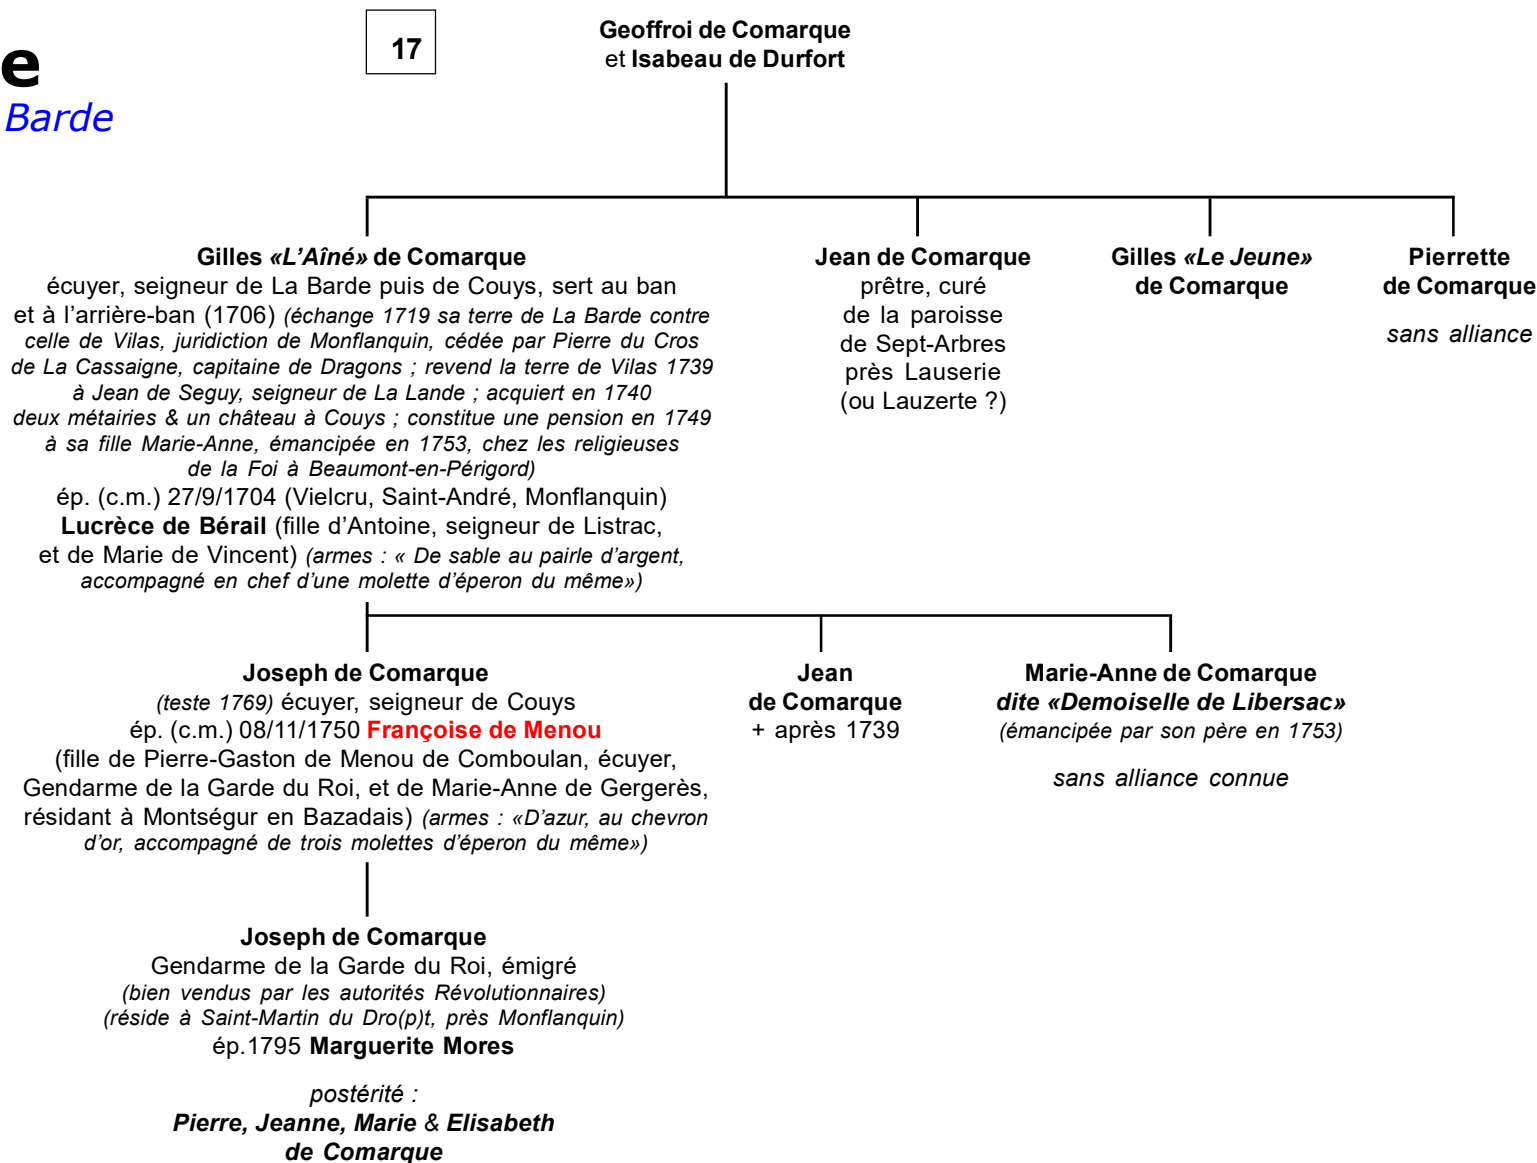 e
Barde
17
Geoffroi de Comarque
et Isabeau de Durfort
Gilles «L’Aîné» de Comarque
écuyer, seigneur de La Barde puis de Couys, sert au ban
et à l’arrière-ban (1706) (échange 1719 sa terre de La Barde contre
celle de Vilas, juridiction de Monflanquin, cédée par Pierre du Cros
de La Cassaigne, capitaine de Dragons ; revend la terre de Vilas 1739
à Jean de Seguy, seigneur de La Lande ; acquiert en 1740
deux métairies & un château à Couys ; constitue une pension en 1749
à sa fille Marie-Anne, émancipée en 1753, chez les religieuses
de la Foi à Beaumont-en-Périgord)
ép. (c.m.) 27/9/1704 (Vielcru, Saint-André, Monflanquin)
Lucrèce de Bérail (fille d’Antoine, seigneur de Listrac,
et de Marie de Vincent) (armes : « De sable au pairle d’argent,
accompagné en chef d’une molette d’éperon du même»)
Jean de Comarque
prêtre, curé
de la paroisse
de Sept-Arbres
près Lauserie
(ou Lauzerte ?)
Gilles «Le Jeune»
de Comarque
Pierrette
de Comarque
sans alliance
Joseph de Comarque
(teste 1769) écuyer, seigneur de Couys
ép. (c.m.) 08/11/1750 Françoise de Menou
(fille de Pierre-Gaston de Menou de Comboulan, écuyer,
Gendarme de la Garde du Roi, et de Marie-Anne de Gergerès,
résidant à Montségur en Bazadais) (armes : «D’azur, au chevron
d’or, accompagné de trois molettes d’éperon du même»)
Jean
de Comarque
+ après 1739
Marie-Anne de Comarque
dite «Demoiselle de Libersac»
(émancipée par son père en 1753)
sans alliance connue
Joseph de Comarque
Gendarme de la Garde du Roi, émigré
(bien vendus par les autorités Révolutionnaires)
(réside à Saint-Martin du Dro(p)t, près Monflanquin)
ép.1795 Marguerite Mores
postérité :
Pierre, Jeanne, Marie & Elisabeth
de Comarque